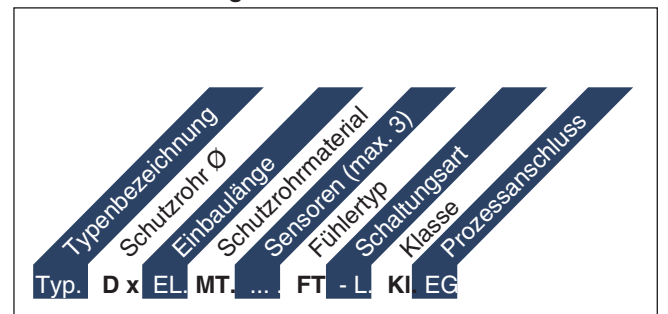 Typenbezeichnung
Schutzrohr Ø
Einbaulänge
Schutzrohrmaterial
Sensoren (max. 3)
Fühlertyp
Schaltungsart
Klasse
Prozessanschluss
Typ. D x EL. MT. ... . FT - L. Kl. EG